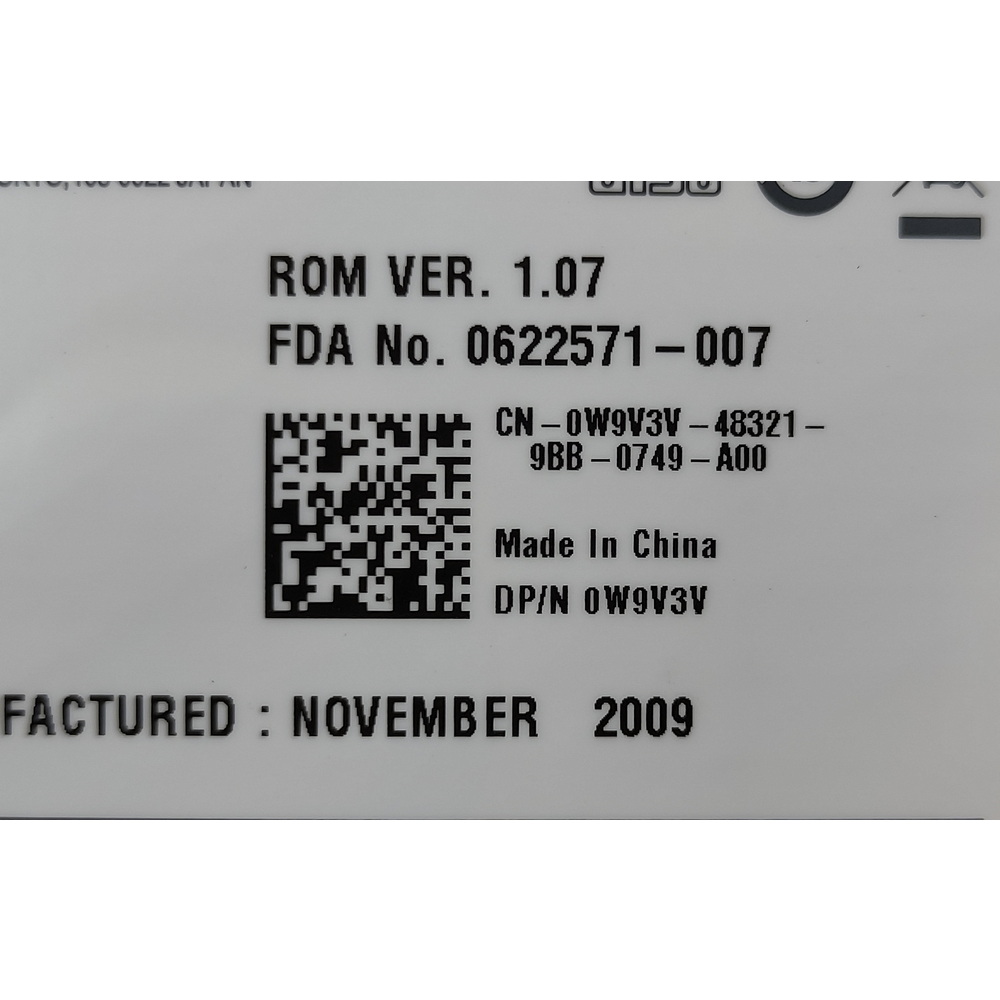 ROM VER. 1.07
FDA No. 0622571-007
CN-0W9V3V-48321-
9BB-0749-A00
Made In China
DP/N 0W9V3V
FACTURED : NOVEMBER 2009